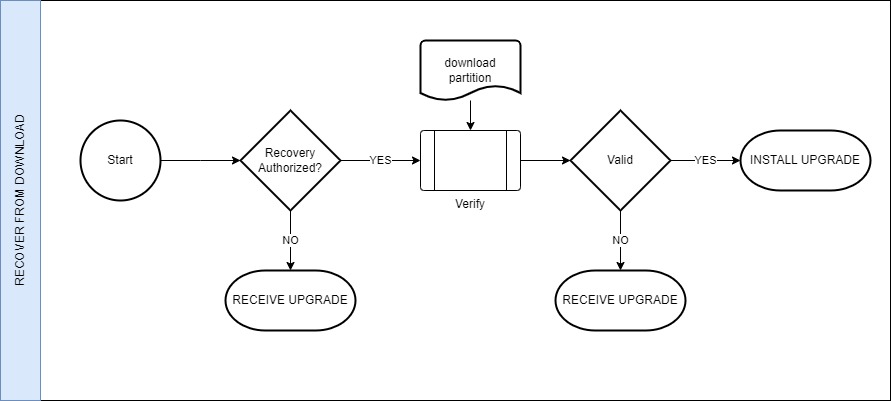 RECOVER FROM DOWNLOAD
Start
Recovery
Authorized?
YES
NO
RECEIVE UPGRADE
download
partition
Verify
Valid
YES
INSTALL UPGRADE
NO
RECEIVE UPGRADE